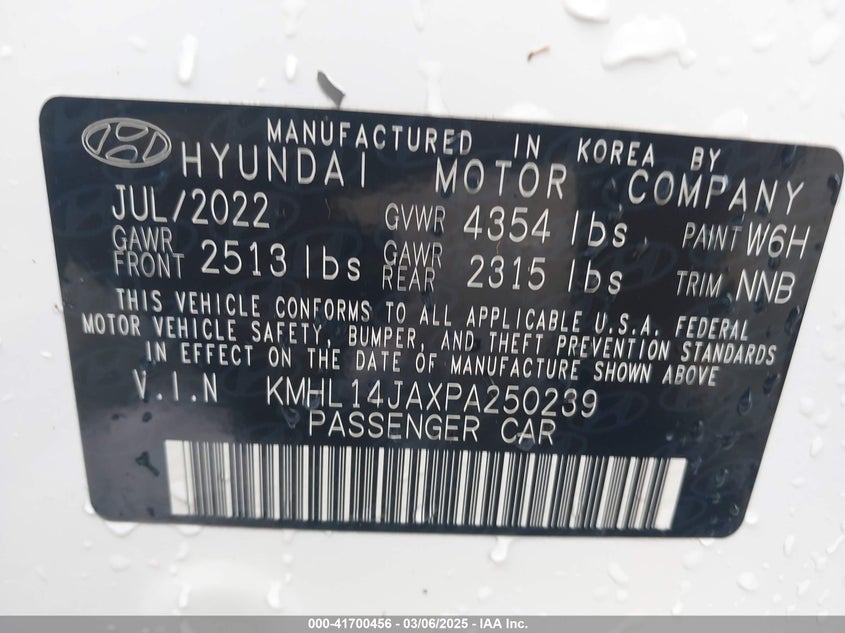 MANUFACTURED IN KOREA BY
HYUNDAI MOTOR COMPANY
JUL/2022 GVWR 4354 lbs PAINT W6H
GAWR FRONT 2513 lbs GAWR REAR 2315 lbs TRIM NNB
THIS VEHICLE CONFORMS TO ALL APPLICABLE U.S.A. FEDERAL
MOTOR VEHICLE SAFETY, BUMPER, AND THEFT PREVENTION STANDARDS
IN EFFECT ON THE DATE OF MANUFACTURE SHOWN ABOVE
V.I.N KMHL14JAXPA250239
PASSENGER CAR
000-41700456 - 03/06/2025 - IAA Inc.